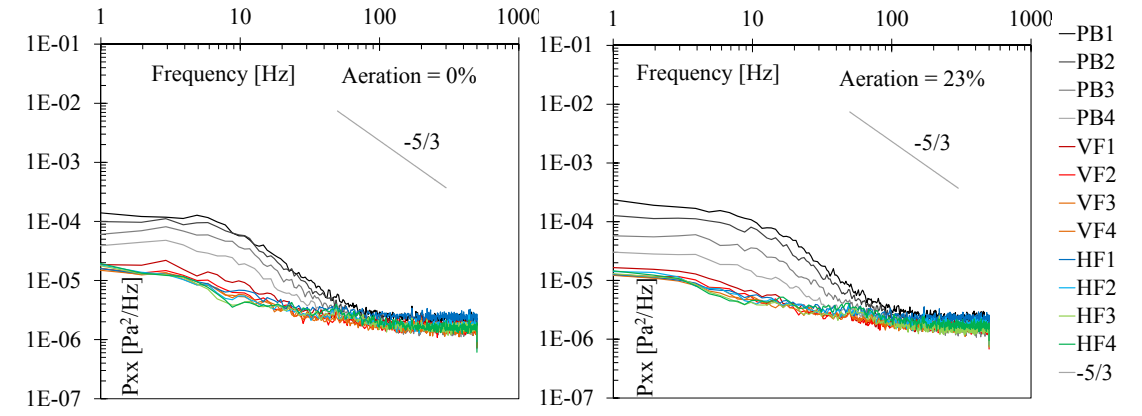 1 10 100 1000
1E-01
1E-02
1E-03
1E-04
1E-05
1E-06
1E-07
Frequency [Hz]
Aeration = 0%
-5/3
Pxx [Pa²/Hz]
1 10 100 1000
1E-01
1E-02
1E-03
1E-04
1E-05
1E-06
1E-07
Frequency [Hz]
Aeration = 23%
-5/3
Pxx [Pa²/Hz]
PB1
PB2
PB3
PB4
VF1
VF2
VF3
VF4
HF1
HF2
HF3
HF4
-5/3